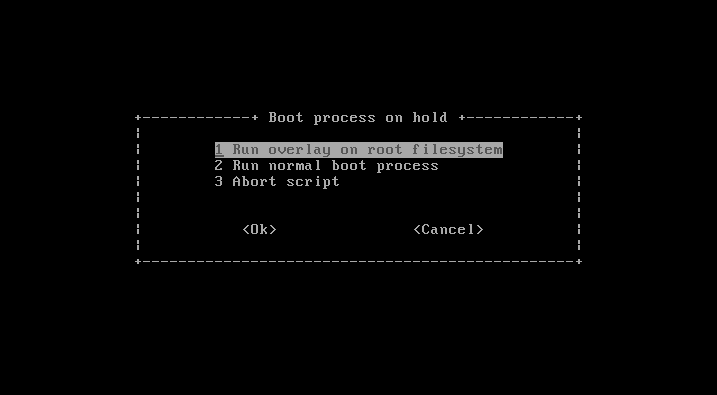 Boot process on hold
1 Run overlay on root filesystem
2 Run normal boot process
3 Abort script
<Ok> <Cancel>